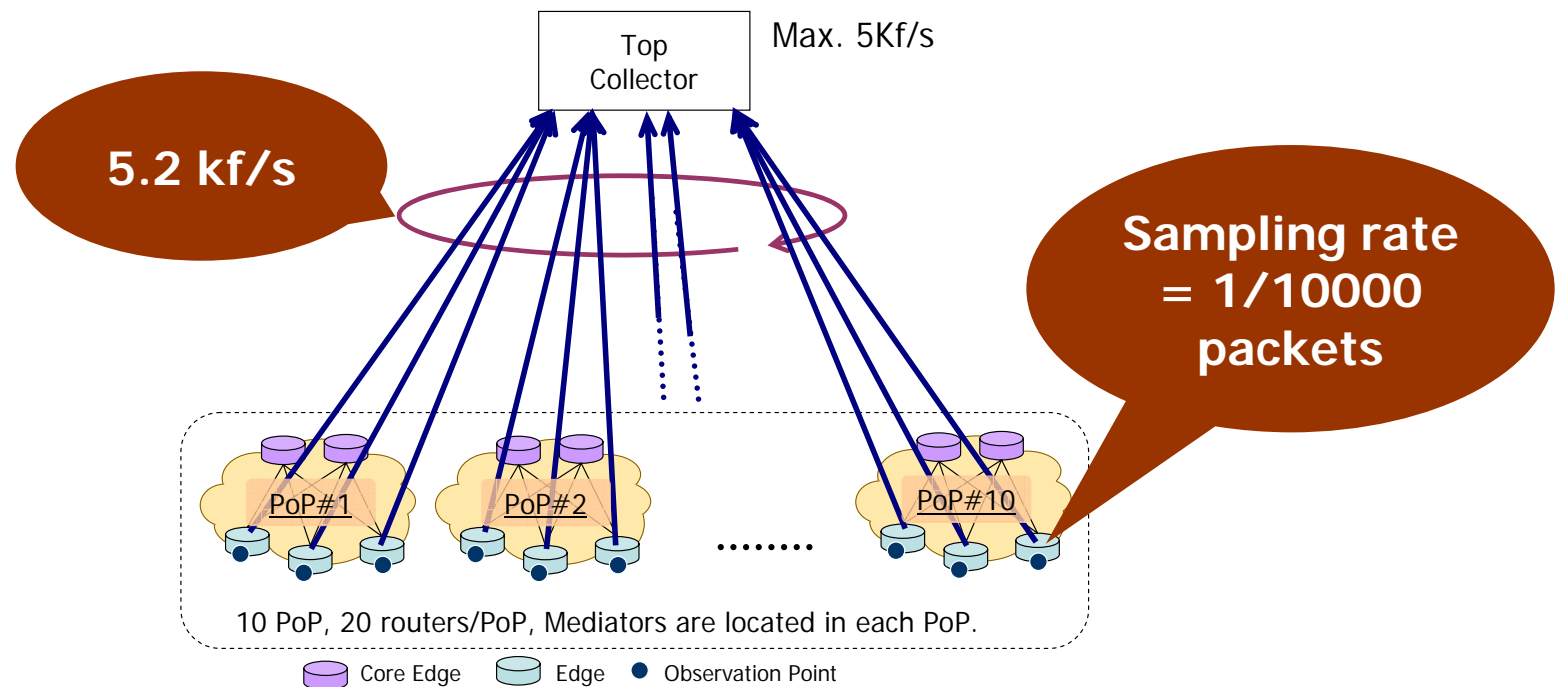 Top
Collector
Max. 5Kf/s
5.2 kf/s
Sampling rate
= 1/10000
packets
PoP#1
PoP#2
PoP#10
10 PoP, 20 routers/PoP, Mediators are located in each PoP.
Core Edge
Edge
Observation Point